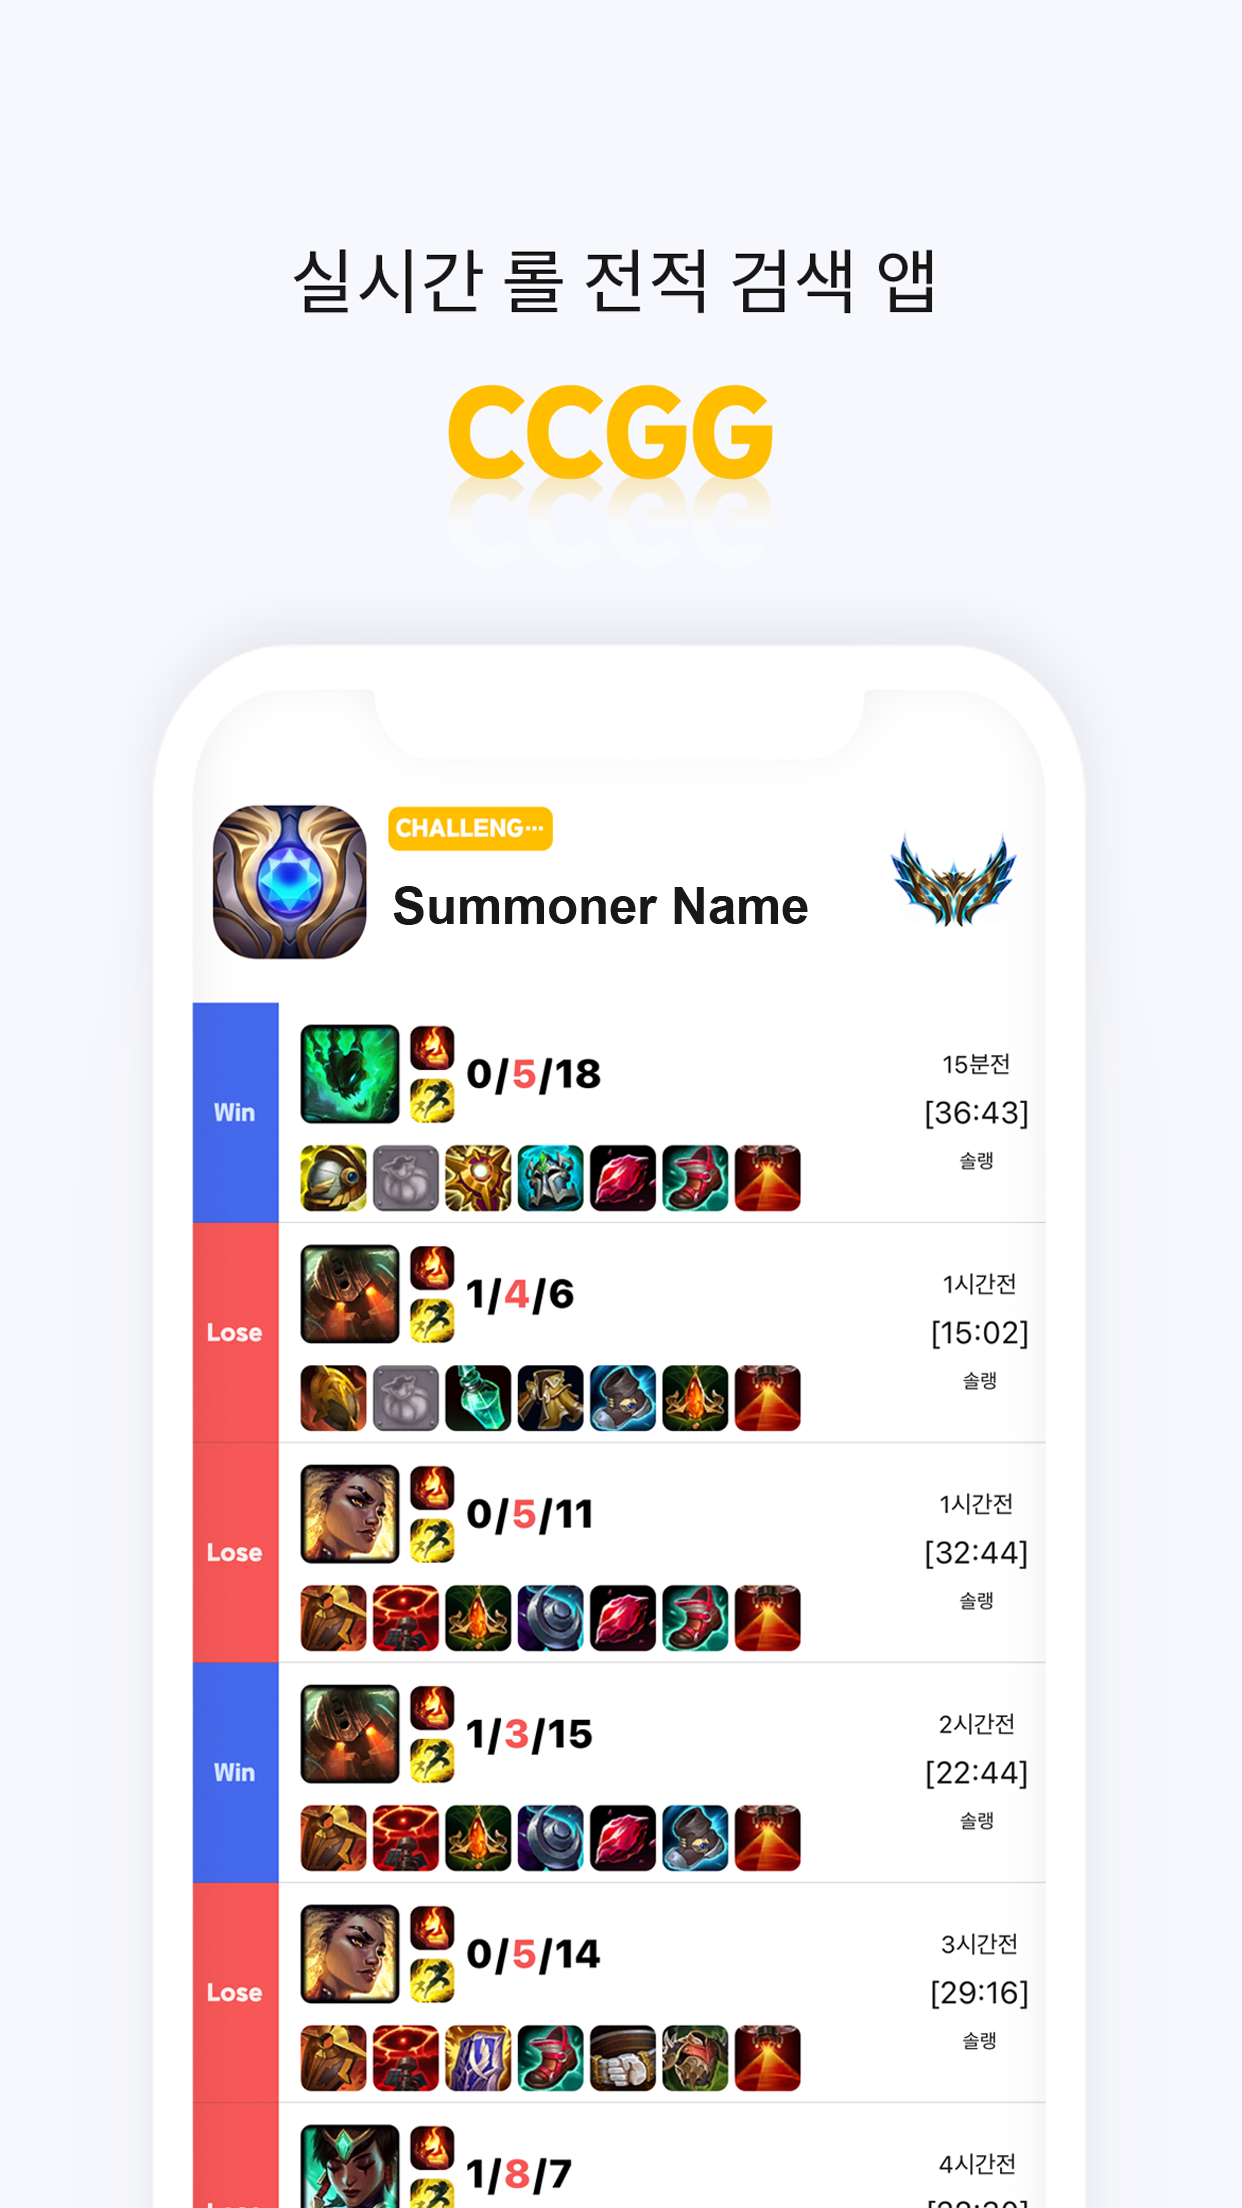 실시간 롤 전적 검색 앱
CCGG
CHALLENG...
Summoner Name
Win
0/5/18
15분전
[36:43]
솔랭
Lose
1/4/6
1시간전
[15:02]
솔랭
Lose
0/5/11
1시간전
[32:44]
솔랭
Win
1/3/15
2시간전
[22:44]
솔랭
Lose
0/5/14
3시간전
[29:16]
솔랭
1/8/7
4시간전